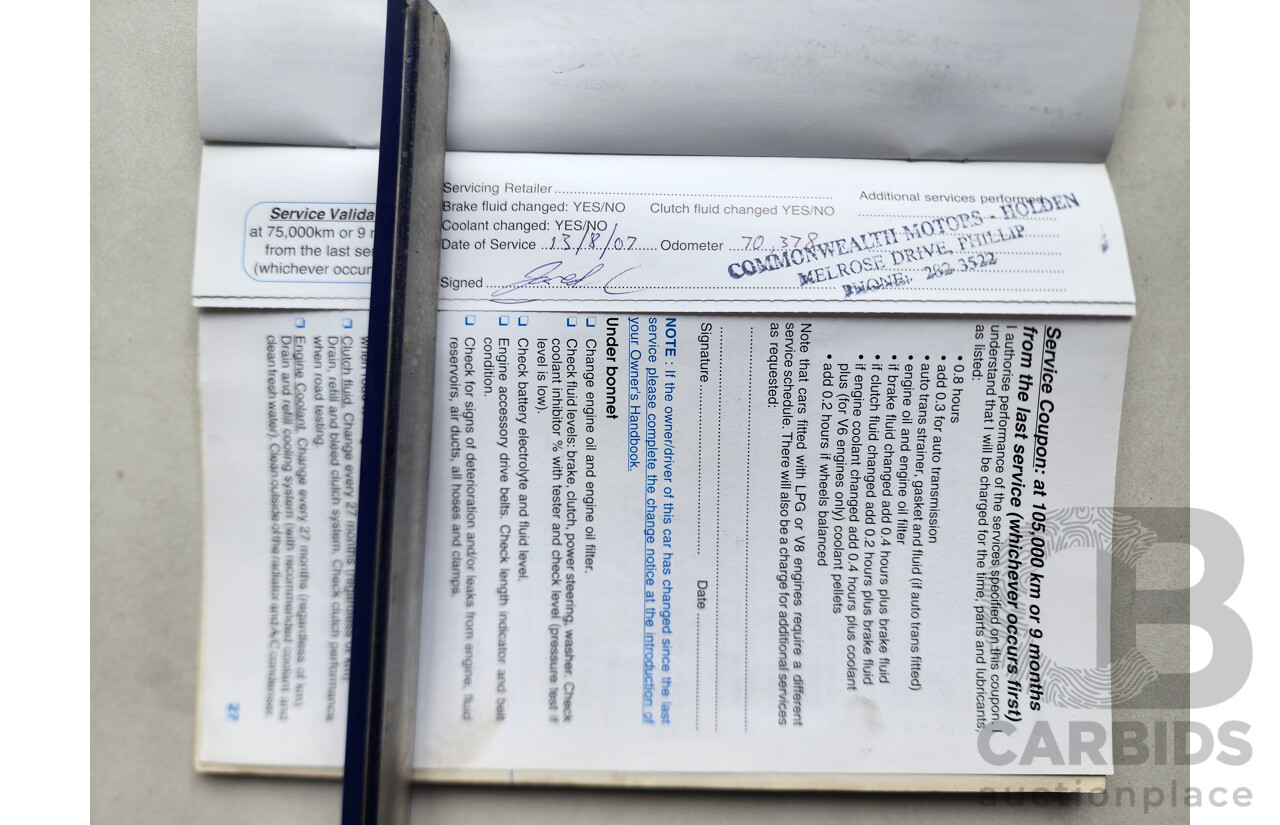 Service Valida
at 75,000km or 9
from the last se
(whichever occur
Servicing Retailer
Brake fluid changed: YES/NO Clutch fluid changed YES/NO
Coolant changed: YES/NO
Date of Service 13/8/07 Odometer 70,378
Signed
Additional services performed
COMMONWEALTH MOTORS - HOLDEN
MELROSE DRIVE, PHILLIP
PHONE: 282 3522
Service Coupon: at 105,000 km or 9 months
from the last service (whichever occurs first)
I authorise performance of the services specified on this coupon. I
understand that I will be charged for the time, parts and lubricants,
as listed:
• 0.8 hours
• add 0.3 for auto transmission
• auto trans strainer, gasket and fluid (if auto trans fitted)
• engine oil and engine oil filter
• if brake fluid changed add 0.4 hours plus brake fluid
• if clutch fluid changed add 0.2 hours plus brake fluid
• if engine coolant changed add 0.4 hours plus coolant
plus (for V6 engines only) coolant pellets
• add 0.2 hours if wheels balanced
Note that cars fitted with LPG or V8 engines require a different
service schedule. There will also be a charge for additional services
as requested:
Signature Date
NOTE : If the owner/driver of this car has changed since the last
service please complete the change notice at the introduction of
your Owner's Handbook.
Under bonnet
❏ Change engine oil and engine oil filter.
❏ Check fluid levels: brake, clutch, power steering, washer. Check
coolant inhibitor % with tester and check level (pressure test if
level is low).
❏ Check battery electrolyte and fluid level.
❏ Engine accessory drive belts. Check length indicator and belt
condition.
❏ Check for signs of deterioration and/or leaks from engine, fluid
reservoirs, air ducts, all hoses and clamps.
when
❏ Clutch fluid. Change every 27 months (regardless of km)
Drain, refill and bleed clutch system. Check clutch performance
when road testing.
❏ Engine Coolant. Change every 27 months (regardless of km)
Drain and refill cooling system (with recommended coolant and
clean fresh water). Clean outside of the radiator and A/C condenser.
27
B
CARBIDS
auctionplace